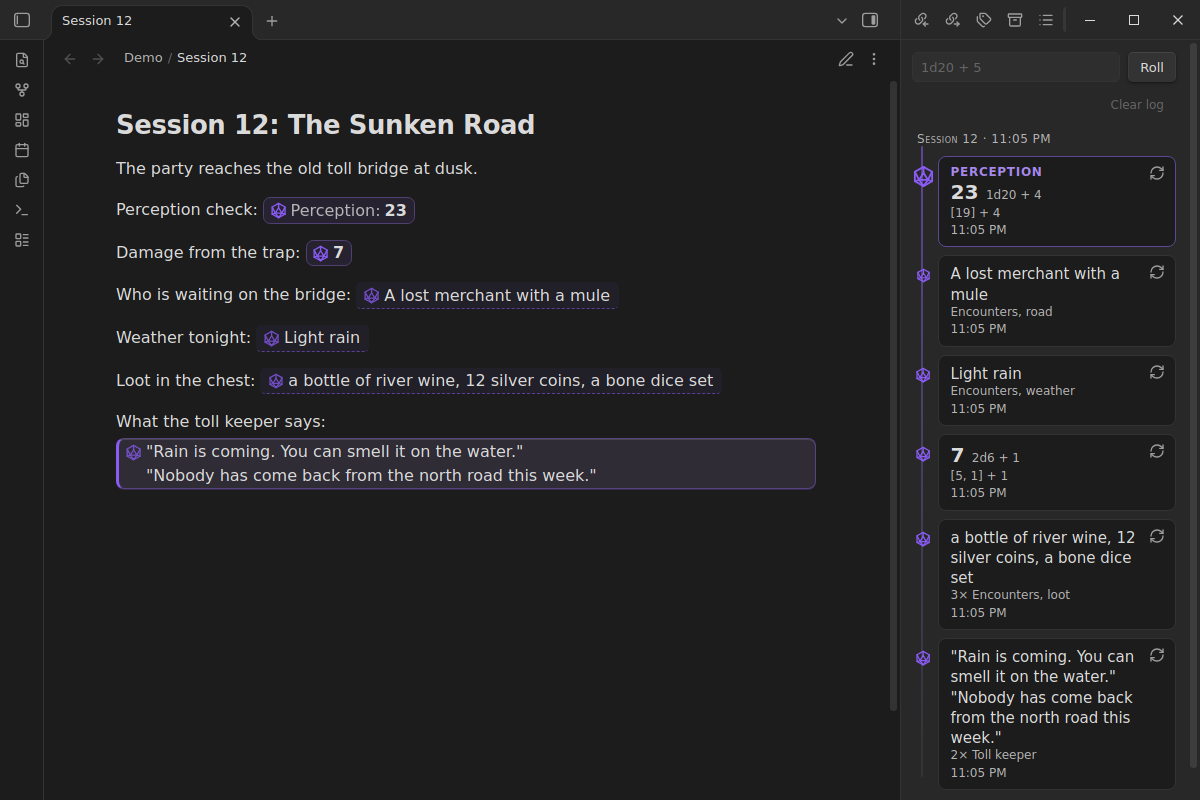 Session 12
Demo / Session 12
Session 12: The Sunken Road
The party reaches the old toll bridge at dusk.
Perception check: Perception: 23
Damage from the trap: 7
Who is waiting on the bridge: A lost merchant with a mule
Weather tonight: Light rain
Loot in the chest: a bottle of river wine, 12 silver coins, a bone dice set
What the toll keeper says:
"Rain is coming. You can smell it on the water."
"Nobody has come back from the north road this week."
1d20 + 5
Roll
Clear log
Session 12 · 11:05 PM
PERCEPTION
23 1d20 + 4
[19] + 4
11:05 PM
A lost merchant with a
mule
Encounters, road
11:05 PM
Light rain
Encounters, weather
11:05 PM
7 2d6 + 1
[5, 1] + 1
11:05 PM
a bottle of river wine, 12
silver coins, a bone dice
set
3× Encounters, loot
11:05 PM
"Rain is coming. You can
smell it on the water."
"Nobody has come back
from the north road this
week."
2× Toll keeper
11:05 PM